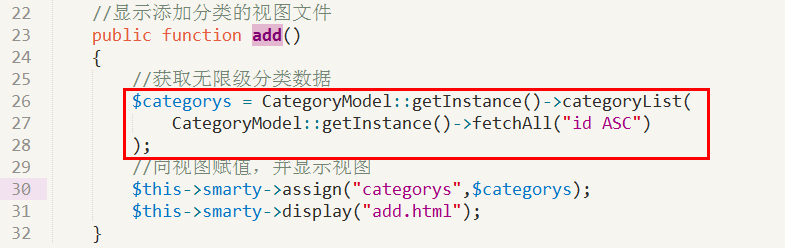 22 //显示添加分类的视图文件
23 public function add()
24 {
25 //获取无限级分类数据
26 $categorys = CategoryModel::getInstance()->categoryList(
27 CategoryModel::getInstance()->fetchAll("id ASC")
28 );
29 //向视图赋值，并显示视图
30 $this->smarty->assign("categorys",$categorys);
31 $this->smarty->display("add.html");
32 }